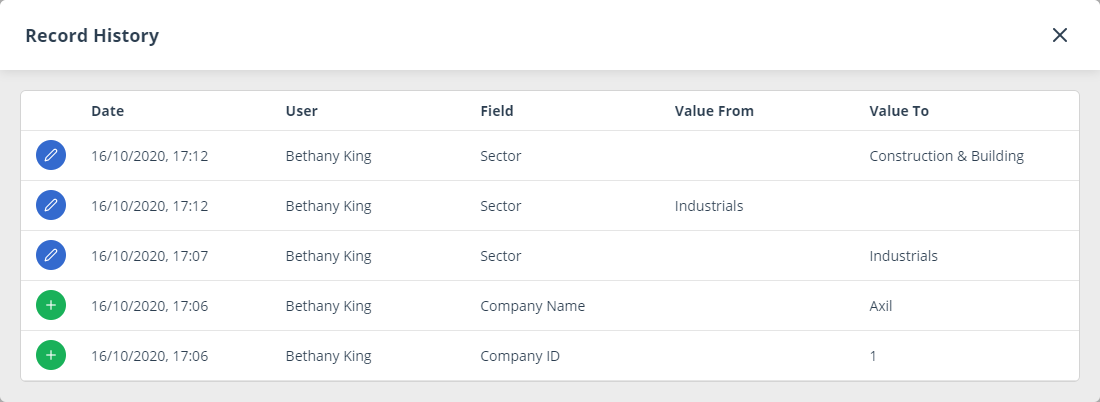 Record History
Date User Field Value From Value To
16/10/2020, 17:12 Bethany King Sector Construction & Building
16/10/2020, 17:12 Bethany King Sector Industrials
16/10/2020, 17:07 Bethany King Sector Industrials
16/10/2020, 17:06 Bethany King Company Name Axil
16/10/2020, 17:06 Bethany King Company ID 1